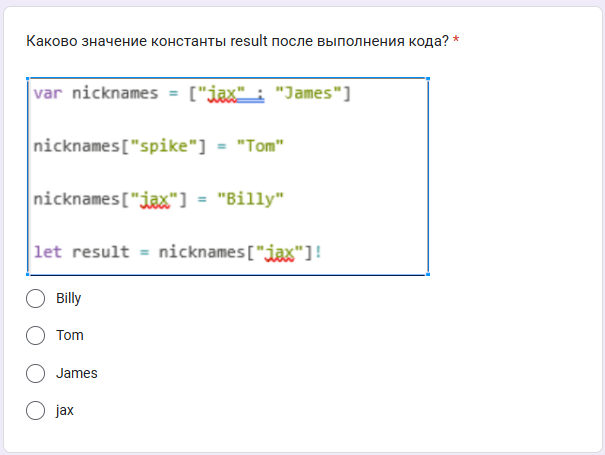 Каково значение константы result после выполнения кода? *
var nicknames = ["jax" : "James"]
nicknames["spike"] = "Tom"
nicknames["jax"] = "Billy"
let result = nicknames["jax"]!
Billy
Tom
James
jax